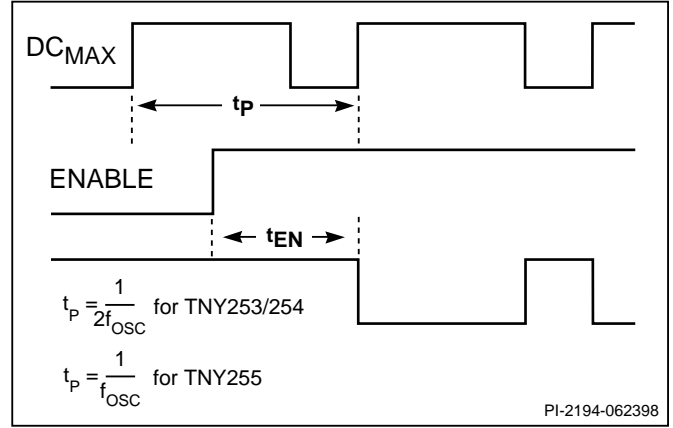 DCMAX
tP
ENABLE
tEN
tP = 1/2fOSC for TNY253/254
tP = 1/fOSC for TNY255
PI-2194-062398